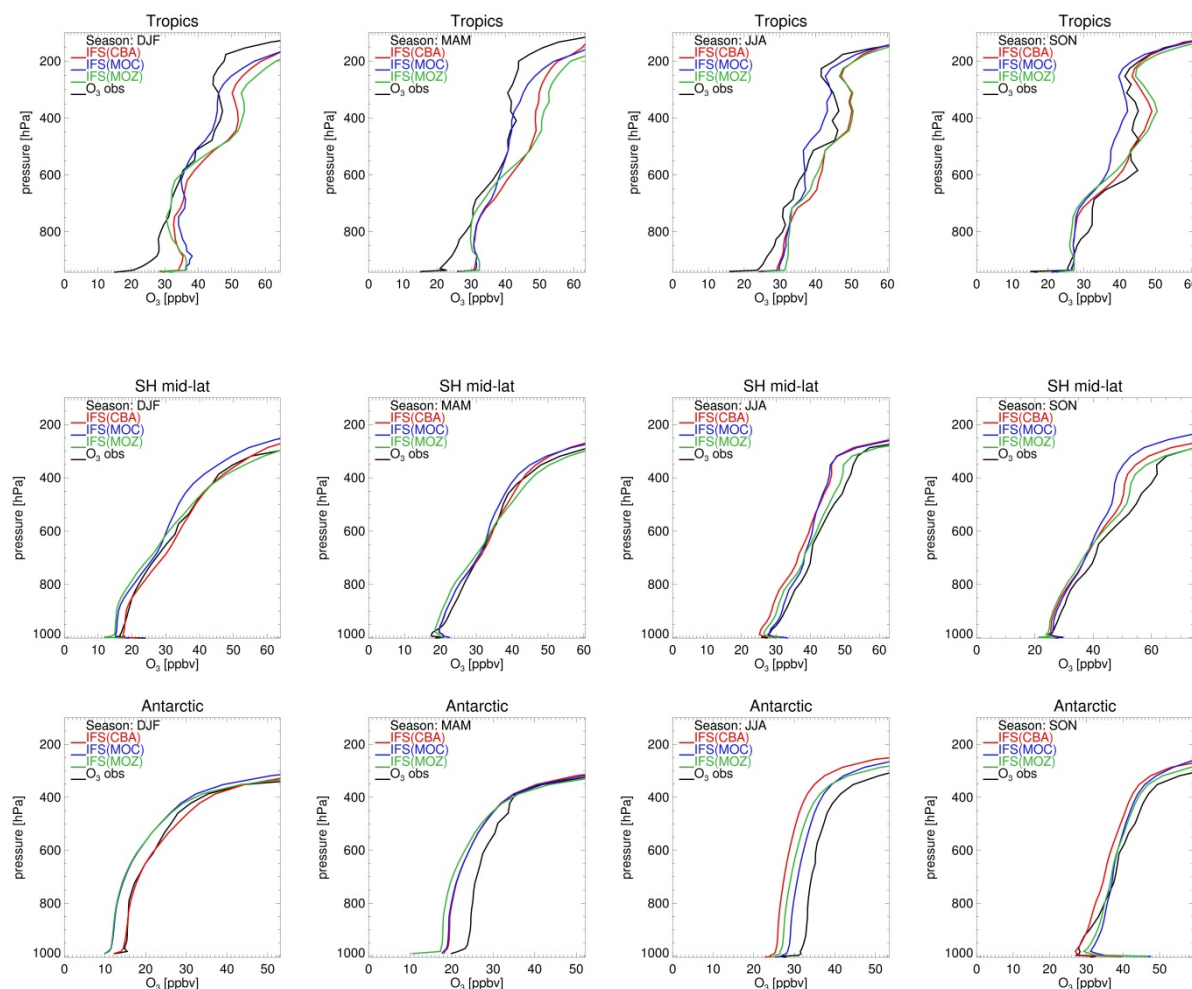 Tropics
Season: DJF
IFS(CBA)
IFS(MOC)
IFS(MOZ)
O₃ obs
200
400
600
800
pressure [hPa]
0 10 20 30 40 50 60
O₃ [ppbv]
Tropics
Season: MAM
IFS(CBA)
IFS(MOC)
IFS(MOZ)
O₃ obs
200
400
600
800
pressure [hPa]
0 10 20 30 40 50 60
O₃ [ppbv]
Tropics
Season: JJA
IFS(CBA)
IFS(MOC)
IFS(MOZ)
O₃ obs
200
400
600
800
pressure [hPa]
0 10 20 30 40 50 60
O₃ [ppbv]
Tropics
Season: SON
IFS(CBA)
IFS(MOC)
IFS(MOZ)
O₃ obs
200
400
600
800
pressure [hPa]
0 10 20 30 40 50 60
O₃ [ppbv]
SH mid-lat
Season: DJF
IFS(CBA)
IFS(MOC)
IFS(MOZ)
O₃ obs
200
400
600
800
1000
pressure [hPa]
0 10 20 30 40 50 60
O₃ [ppbv]
SH mid-lat
Season: MAM
IFS(CBA)
IFS(MOC)
IFS(MOZ)
O₃ obs
200
400
600
800
1000
pressure [hPa]
0 10 20 30 40 50 60
O₃ [ppbv]
SH mid-lat
Season: JJA
IFS(CBA)
IFS(MOC)
IFS(MOZ)
O₃ obs
200
400
600
800
1000
pressure [hPa]
0 10 20 30 40 50 60
O₃ [ppbv]
SH mid-lat
Season: SON
IFS(CBA)
IFS(MOC)
IFS(MOZ)
O₃ obs
200
400
600
800
1000
pressure [hPa]
0 20 40 60
O₃ [ppbv]
Antarctic
Season: DJF
IFS(CBA)
IFS(MOC)
IFS(MOZ)
O₃ obs
200
400
600
800
1000
pressure [hPa]
0 10 20 30 40 50
O₃ [ppbv]
Antarctic
Season: MAM
IFS(CBA)
IFS(MOC)
IFS(MOZ)
O₃ obs
200
400
600
800
1000
pressure [hPa]
0 10 20 30 40 50
O₃ [ppbv]
Antarctic
Season: JJA
IFS(CBA)
IFS(MOC)
IFS(MOZ)
O₃ obs
200
400
600
800
1000
pressure [hPa]
0 10 20 30 40 50
O₃ [ppbv]
Antarctic
Season: SON
IFS(CBA)
IFS(MOC)
IFS(MOZ)
O₃ obs
200
400
600
800
1000
pressure [hPa]
0 10 20 30 40 50
O₃ [ppbv]